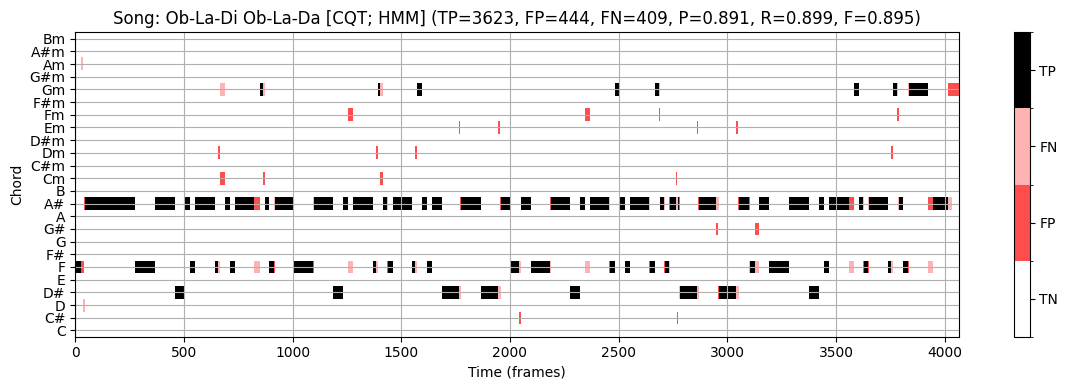 Song: Ob-La-Di Ob-La-Da [CQT; HMM] (TP=3623, FP=444, FN=409, P=0.891, R=0.899, F=0.895)
Bm
A#m
Am
G#m
Gm
F#m
Fm
Em
D#m
Dm
C#m
Cm
B
A#
A
G#
G
F#
F
E
D#
D
C#
C
Chord
0 500 1000 1500 2000 2500 3000 3500 4000
Time (frames)
TP
FN
FP
TN